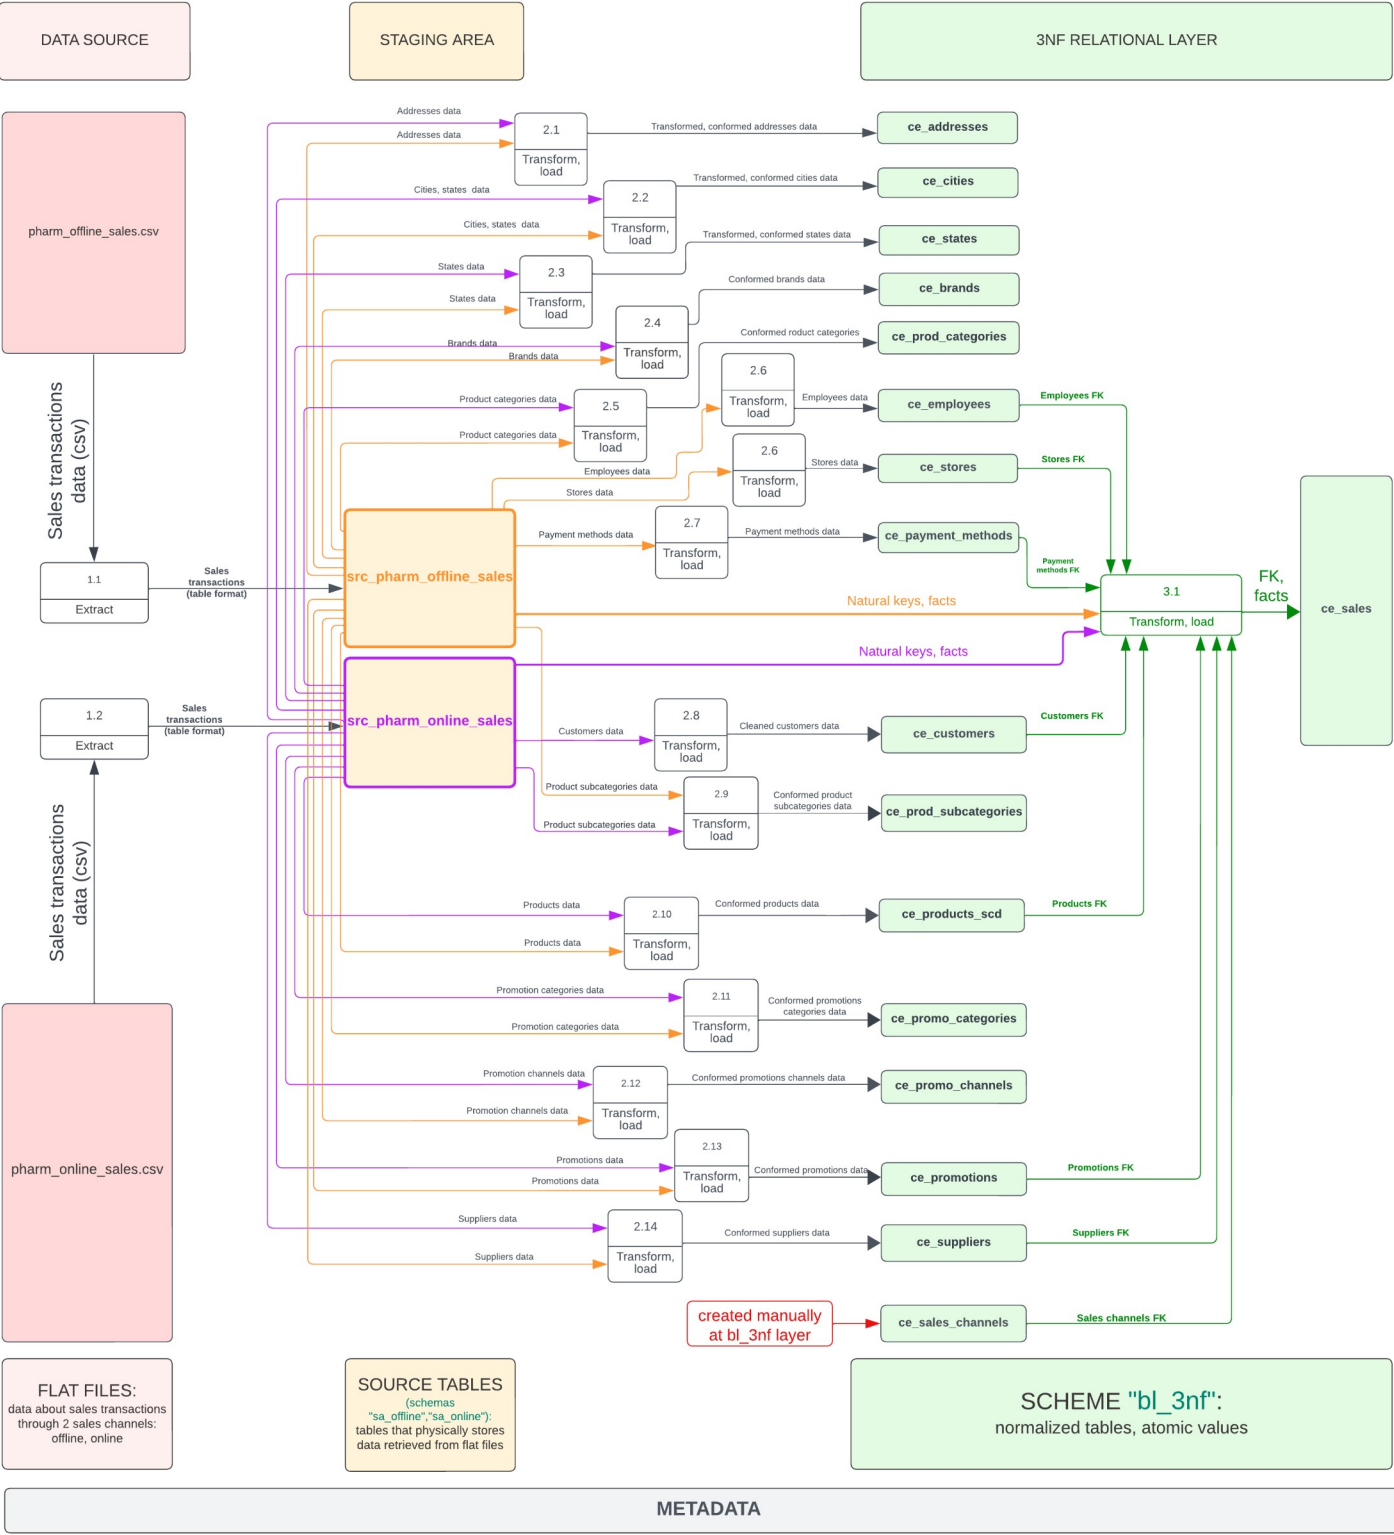 DATA SOURCE
STAGING AREA
3NF RELATIONAL LAYER
pharm_offline_sales.csv
Sales transactions
data (csv)
1.1
Extract
Sales
transactions
(table format)
1.2
Extract
Sales
transactions
(table format)
Sales transactions
data (csv)
pharm_online_sales.csv
src_pharm_offline_sales
src_pharm_online_sales
Addresses data
Addresses data
2.1
Transform,
load
Transformed, conformed addresses data
ce_addresses
Cities, states  data
Cities, states  data
2.2
Transform,
load
Transformed, conformed cities data
ce_cities
States data
States data
2.3
Transform,
load
Transformed, conformed states data
ce_states
Brands data
Brands data
2.4
Transform,
load
Conformed brands data
ce_brands
Product categories data
Product categories data
2.5
Transform,
load
Conformed roduct categories
ce_prod_categories
Employees data
2.6
Transform,
load
Employees data
ce_employees
Employees FK
Stores data
2.6
Transform,
load
Stores data
ce_stores
Stores FK
Payment methods data
2.7
Transform,
load
Payment methods data
ce_payment_methods
Payment
methods FK
Natural keys, facts
Natural keys, facts
3.1
Transform, load
FK,
facts
ce_sales
Customers data
2.8
Transform,
load
Cleaned customers data
ce_customers
Customers FK
Product subcategories data
Product subcategories data
2.9
Transform,
load
Conformed product
subcategories data
ce_prod_subcategories
Products data
Products data
2.10
Transform,
load
Conformed products data
ce_products_scd
Products FK
Promotion categories data
Promotion categories data
2.11
Transform,
load
Conformed promotions
categories data
ce_promo_categories
Promotion channels data
Promotion channels data
2.12
Transform,
load
Conformed promotions channels data
ce_promo_channels
Promotions data
Promotions data
2.13
Transform,
load
Conformed promotions data
ce_promotions
Promotions FK
Suppliers data
Suppliers data
2.14
Transform,
load
Conformed suppliers data
ce_suppliers
Suppliers FK
created manually
at bl_3nf layer
ce_sales_channels
Sales channels FK
FLAT FILES:
data about sales transactions
through 2 sales channels:
offline, online
SOURCE TABLES
(schemas
"sa_offline","sa_online"):
tables that physically stores
data retrieved from flat files
SCHEME "bl_3nf":
normalized tables, atomic values
METADATA